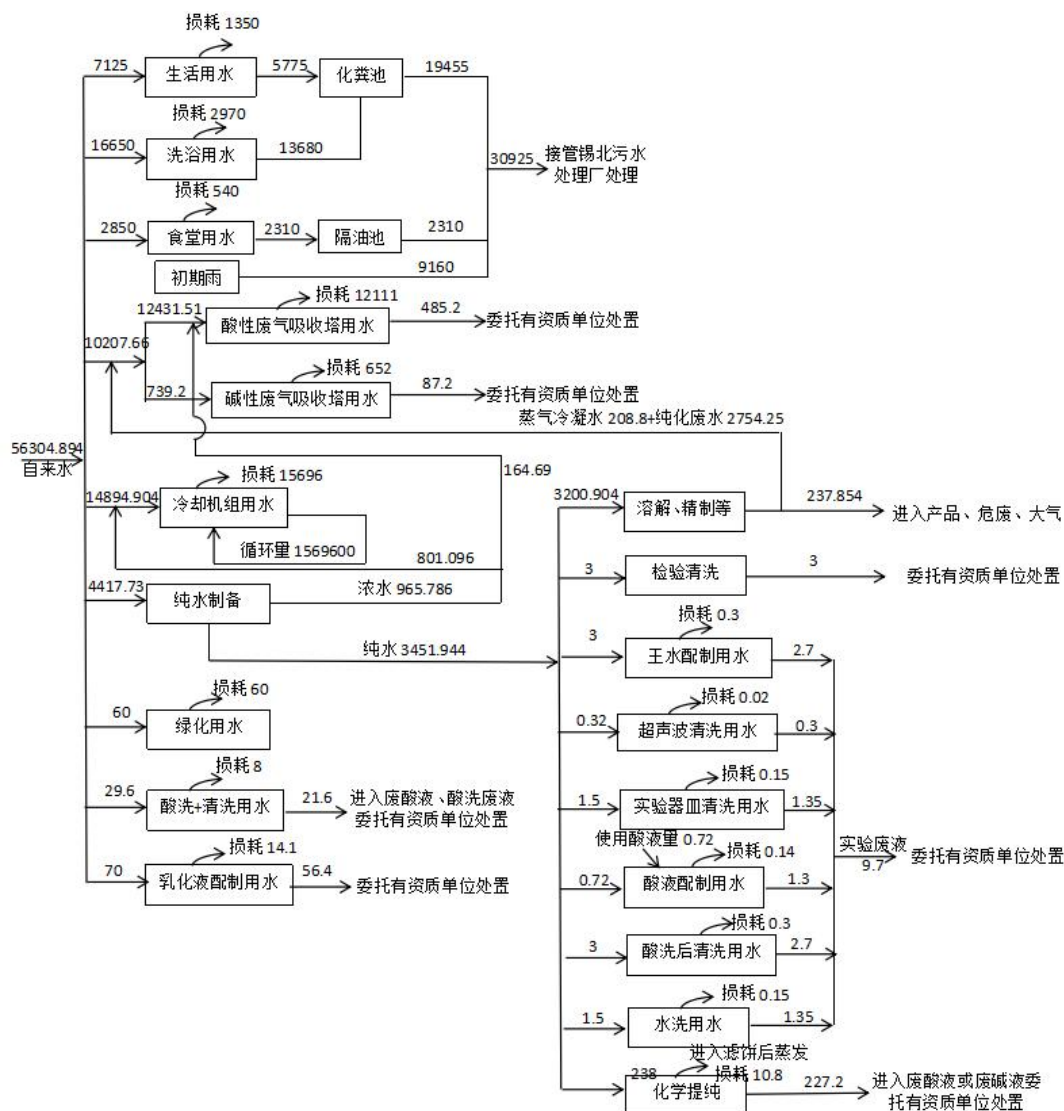 损耗 1350
7125
生活用水
5775
化粪池
19455
损耗 2970
16650
洗浴用水
13680
30925
接管锡北污水
处理厂处理
损耗 540
2850
食堂用水
2310
隔油池
2310
初期雨
9160
12431.51
损耗 12111
酸性废气吸收塔用水
485.2
委托有资质单位处置
10207.66
损耗 652
739.2
碱性废气吸收塔用水
87.2
委托有资质单位处置
蒸气冷凝水 208.8+纯化废水 2754.25
56304.894
自来水
164.69
14894.904
损耗 15696
冷却机组用水
循环量 1569600
801.096
4417.73
纯水制备
浓水 965.786
纯水 3451.944
3200.904
溶解、精制等
237.854
进入产品、危废、大气
3
检验清洗
3
委托有资质单位处置
损耗 0.3
3
王水配制用水
2.7
损耗 60
60
绿化用水
损耗 0.02
0.32
超声波清洗用水
0.3
损耗 8
29.6
酸洗+清洗用水
21.6
进入废酸液、酸洗废液
委托有资质单位处置
损耗 0.15
1.5
实验器皿清洗用水
1.35
损耗 14.1
70
乳化液配制用水
56.4
委托有资质单位处置
使用酸液量 0.72
损耗 0.14
0.72
酸液配制用水
1.3
实验废液
9.7
委托有资质单位处置
损耗 0.3
3
酸洗后清洗用水
2.7
损耗 0.15
1.5
水洗用水
1.35
进入滤饼后蒸发
损耗 10.8
238
化学提纯
227.2
进入废酸液或废碱液委
托有资质单位处置